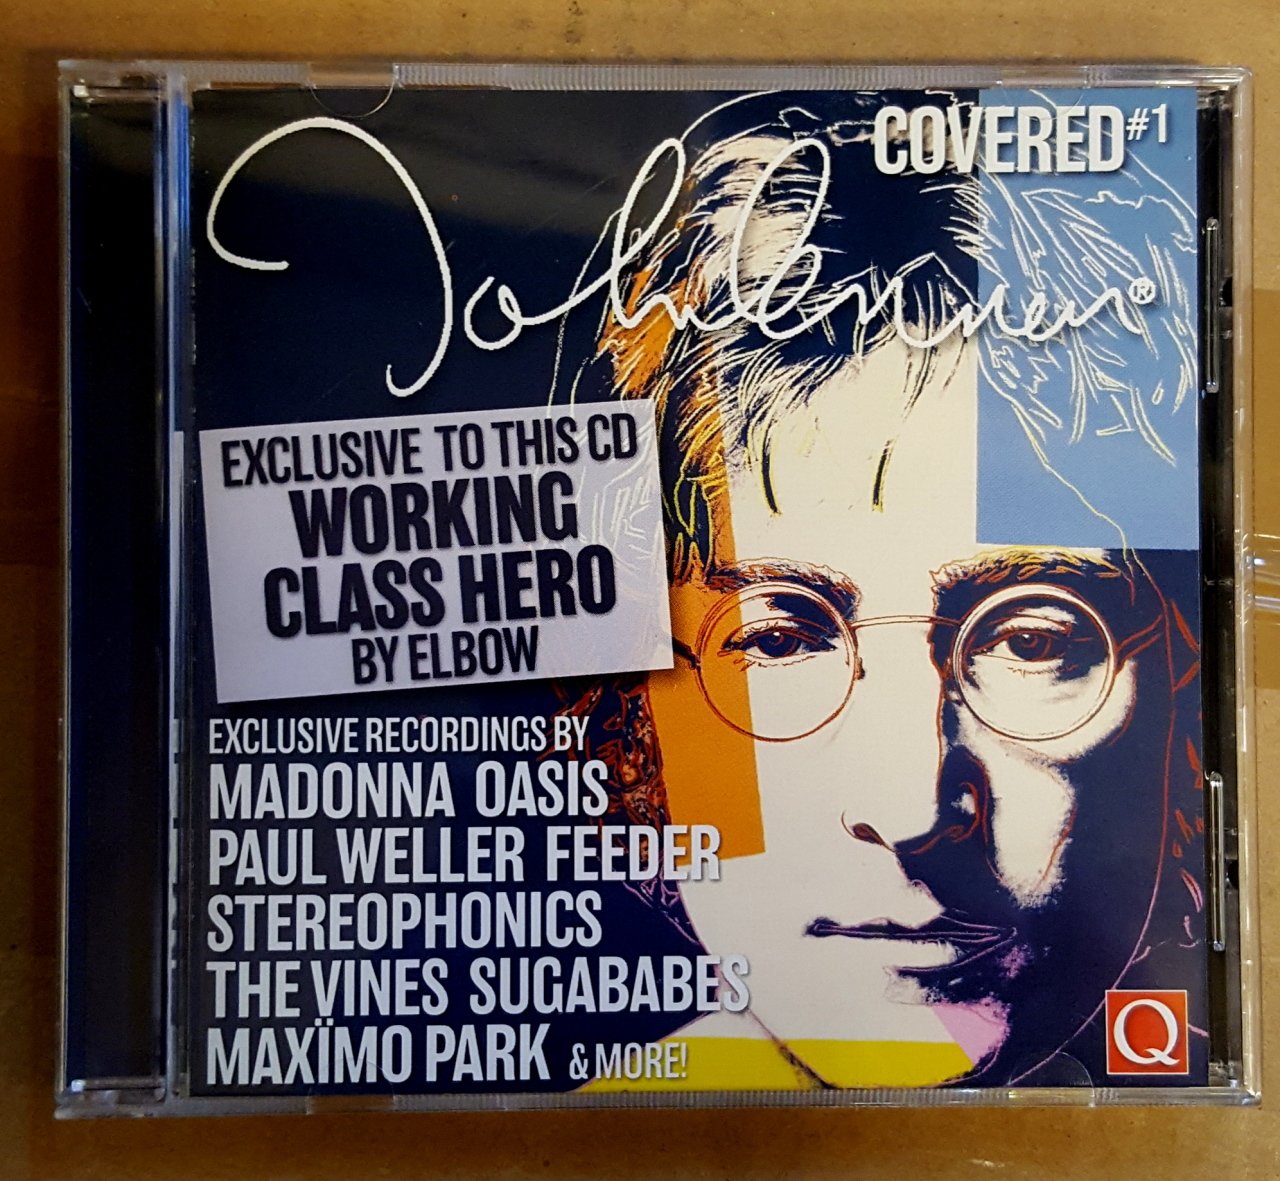 COVERED #1
John Lennon ®
EXCLUSIVE TO THIS CD
WORKING
CLASS HERO
BY ELBOW
EXCLUSIVE RECORDINGS BY
MADONNA OASIS
PAUL WELLER FEEDER
STEREOPHONICS
THE VINES SUGABABES
MAXÏMO PARK & MORE!
Q